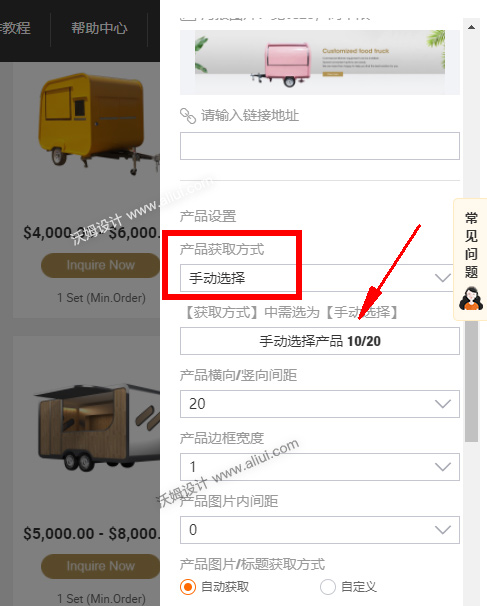 作教程
帮助中心
Customized food truck
请输入链接地址
产品设置
产品获取方式
手动选择
【获取方式】中需选为【手动选择】
手动选择产品 10/20
产品横向/竖向间距
20
产品边框宽度
1
产品图片内间距
0
产品图片/标题获取方式
自动获取
自定义
常见问题
$4,000.00 - $6,000.
Inquire Now
1 Set (Min.Order)
$5,000.00 - $8,000.
Inquire Now
1 Set (Min.Order)
沃姆设计 www.aliui.com
沃姆设计 www.aliui.com